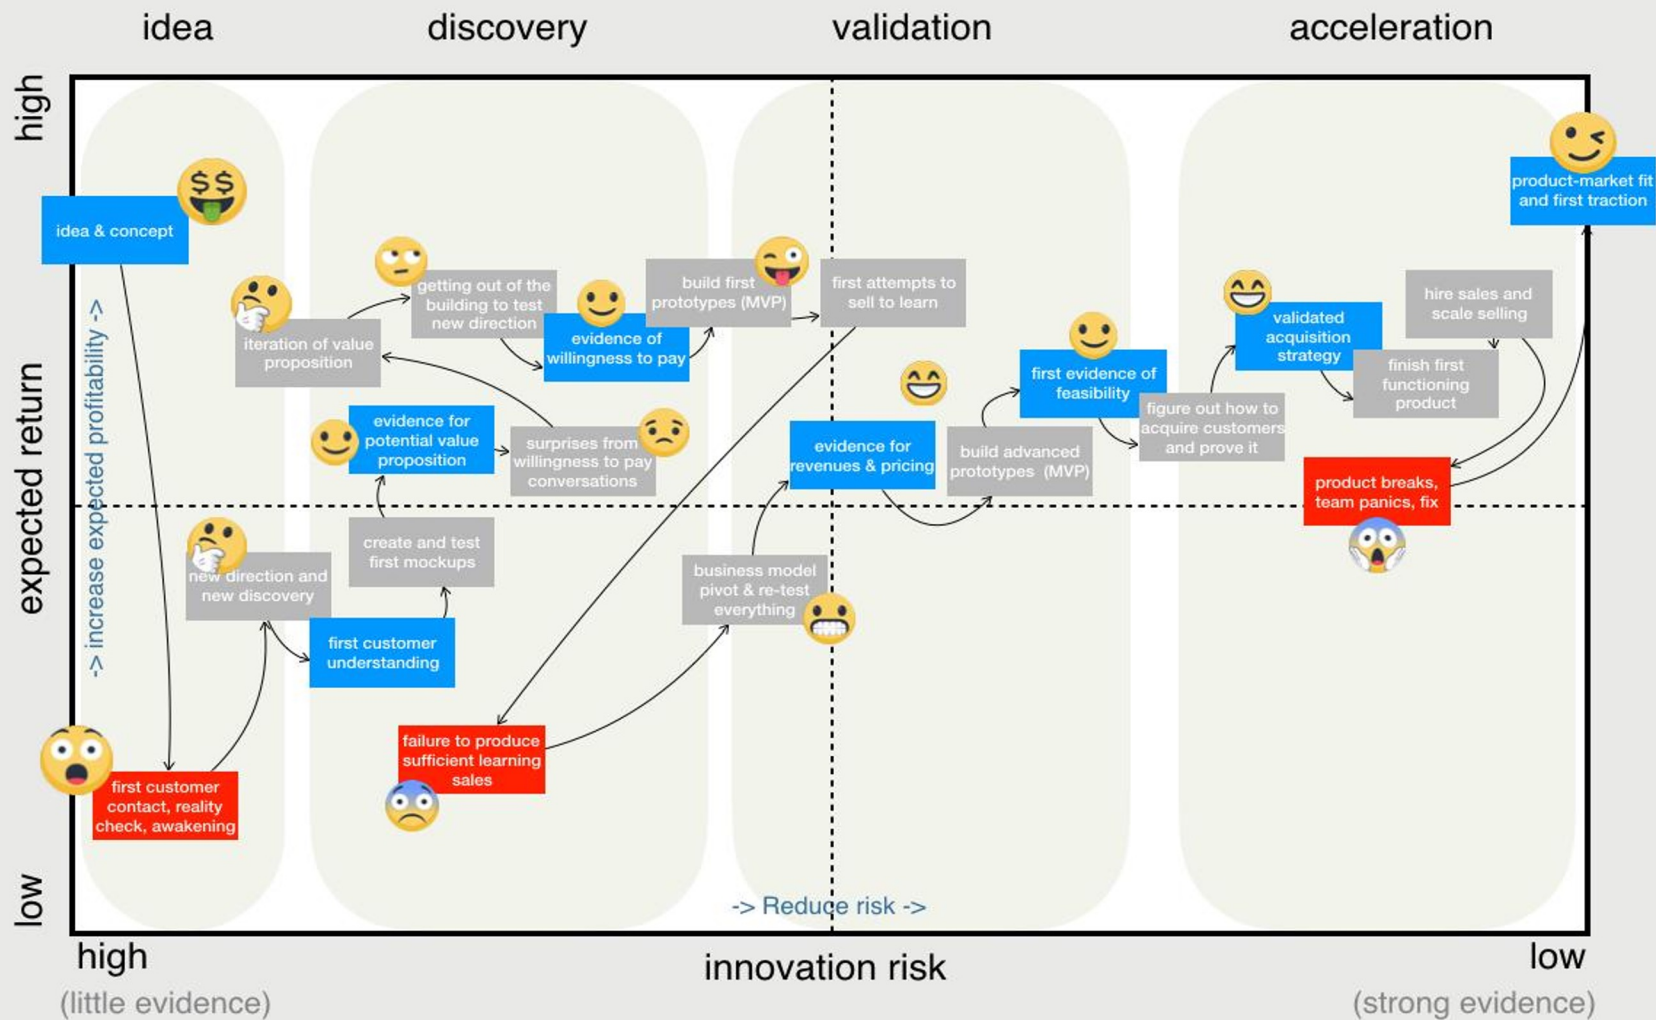 idea
discovery
validation
acceleration
high
expected return
low
-> increase expected profitability ->
idea & concept
product-market fit
and first traction
getting out of the
building to test
new direction
build first
prototypes (MVP)
first attempts to
sell to learn
hire sales and
scale selling
iteration of value
proposition
evidence of
willingness to pay
validated
acquisition
strategy
first evidence of
feasibility
finish first
functioning
product
evidence for
potential value
proposition
surprises from
willingness to pay
conversations
evidence for
revenues & pricing
build advanced
prototypes (MVP)
figure out how to
acquire customers
and prove it
product breaks,
team panics, fix
create and test
first mockups
new direction and
new discovery
business model
pivot & re-test
everything
first customer
understanding
failure to produce
sufficient learning
sales
first customer
contact, reality
check, awakening
-> Reduce risk ->
high
innovation risk
low
(little evidence)
(strong evidence)